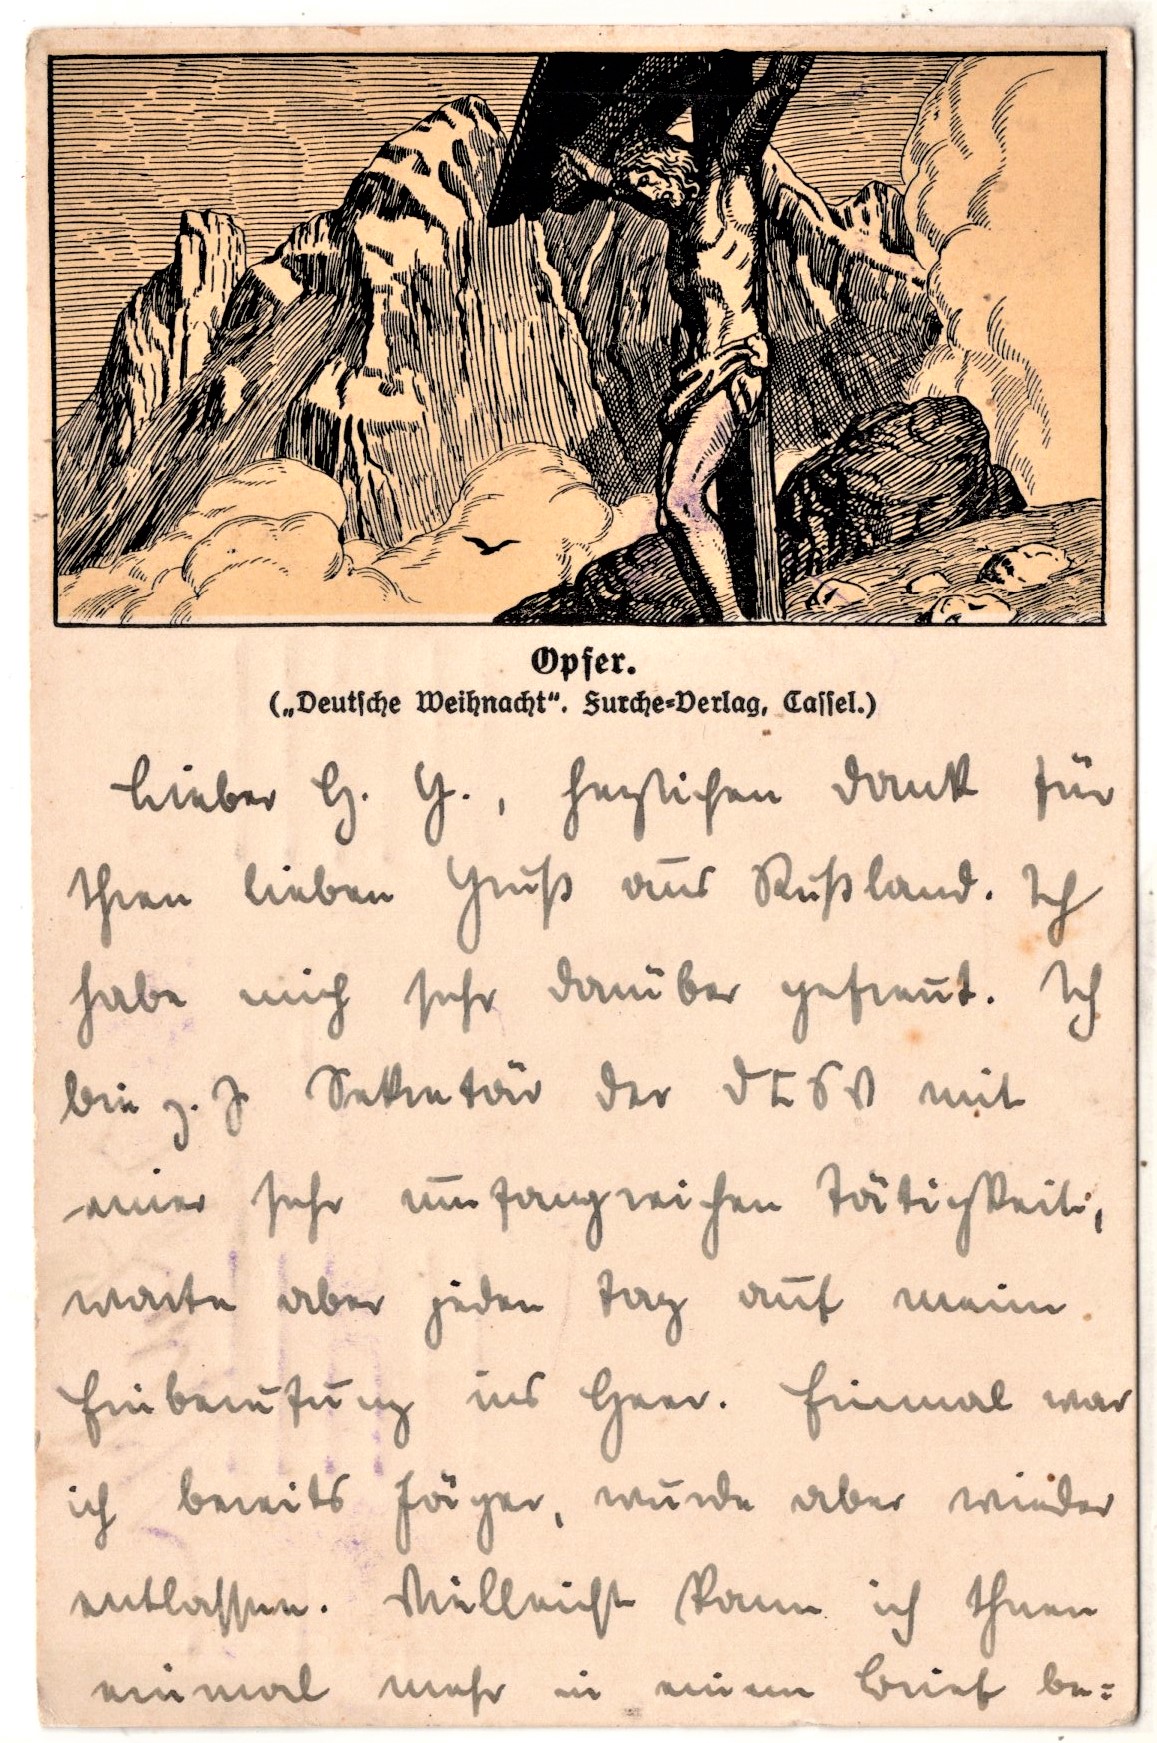 Opfer.
(„Deutsche Weihnacht“. Furche-Verlag, Cassel.)
Lieber H. G., herzlichen Dank für
Ihren lieben Gruß aus Rußland. Ich
habe mich sehr darüber gefreut. Ich
bin z. Z. Sekretär der DCSV mit
einer sehr umfangreichen Tätigkeit,
warte aber jeden Tag auf meine
Einberufung ins Heer. Einmal war
ich bereits Jäger, wurde aber wieder
entlassen. Vielleicht kann ich Ihnen
einmal mehr in einem Brief be=